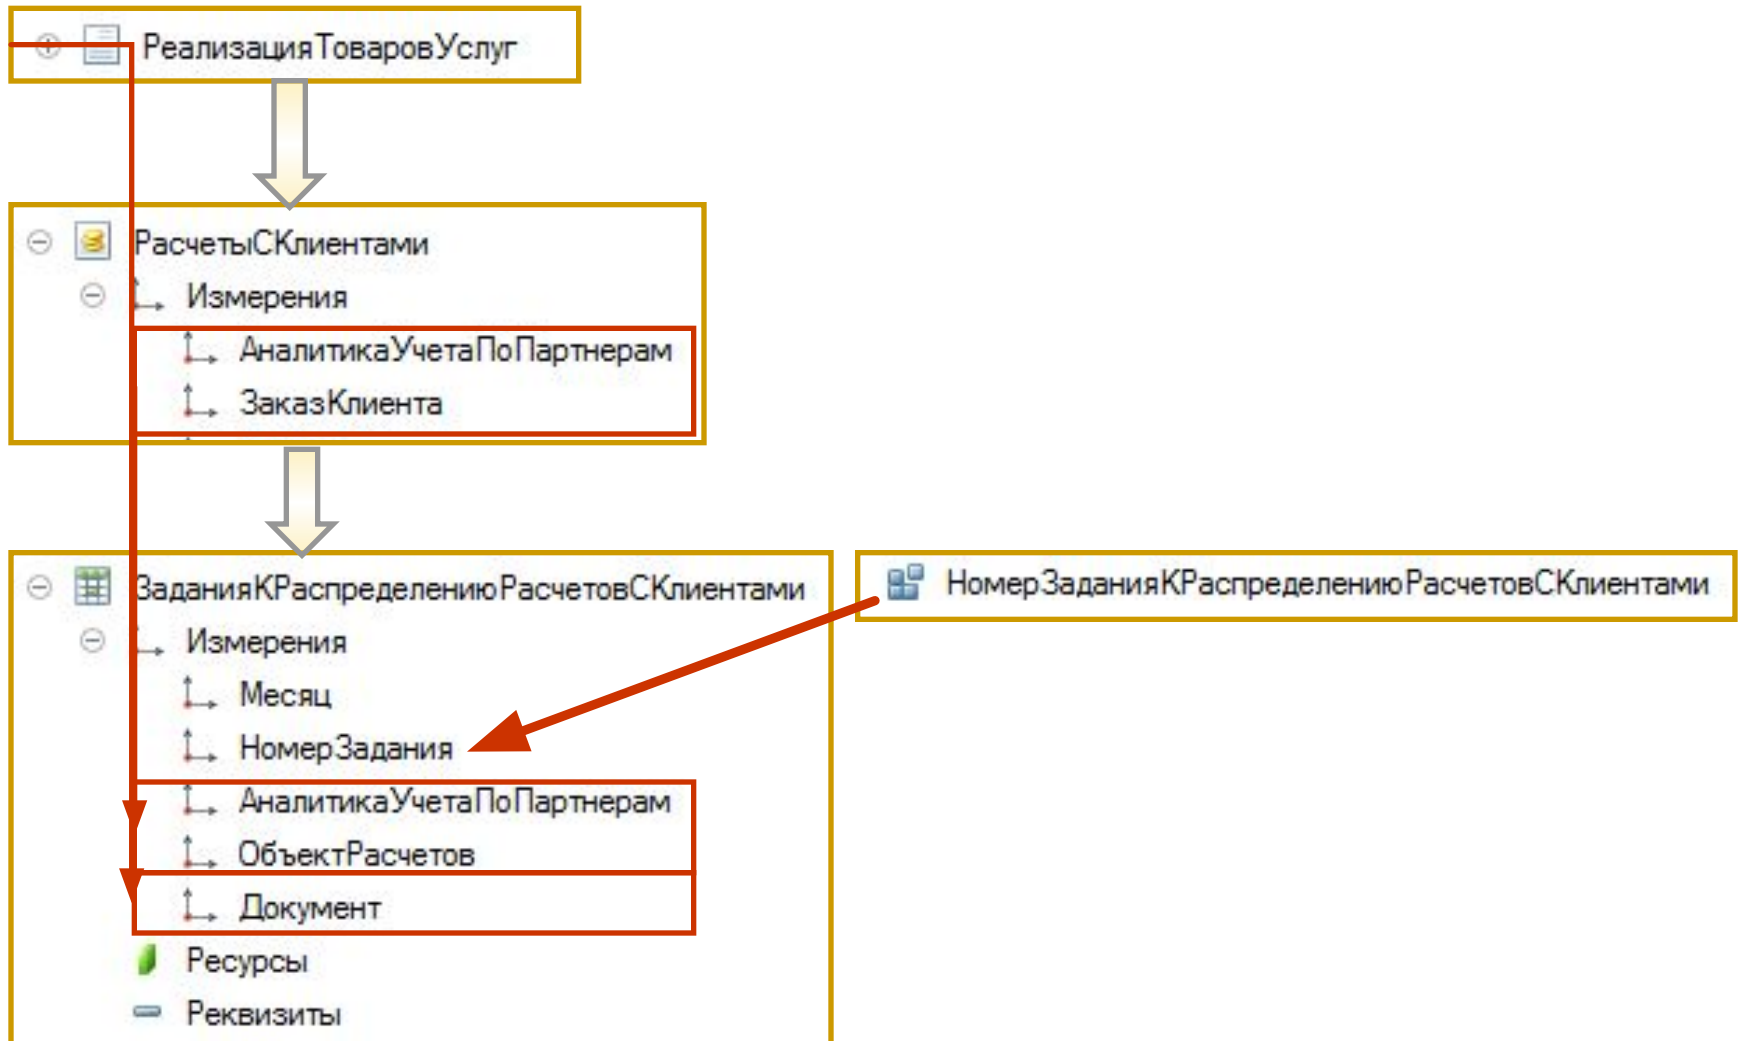 РеализацияТоваровУслуг
РасчетыСКлиентами
Измерения
АналитикаУчетаПоПартнерам
ЗаказКлиента
ЗаданияКРаспределениюРасчетовСКлиентами
НомерЗаданияКРаспределениюРасчетовСКлиентами
Измерения
Месяц
НомерЗадания
АналитикаУчетаПоПартнерам
ОбъектРасчетов
Документ
Ресурсы
Реквизиты